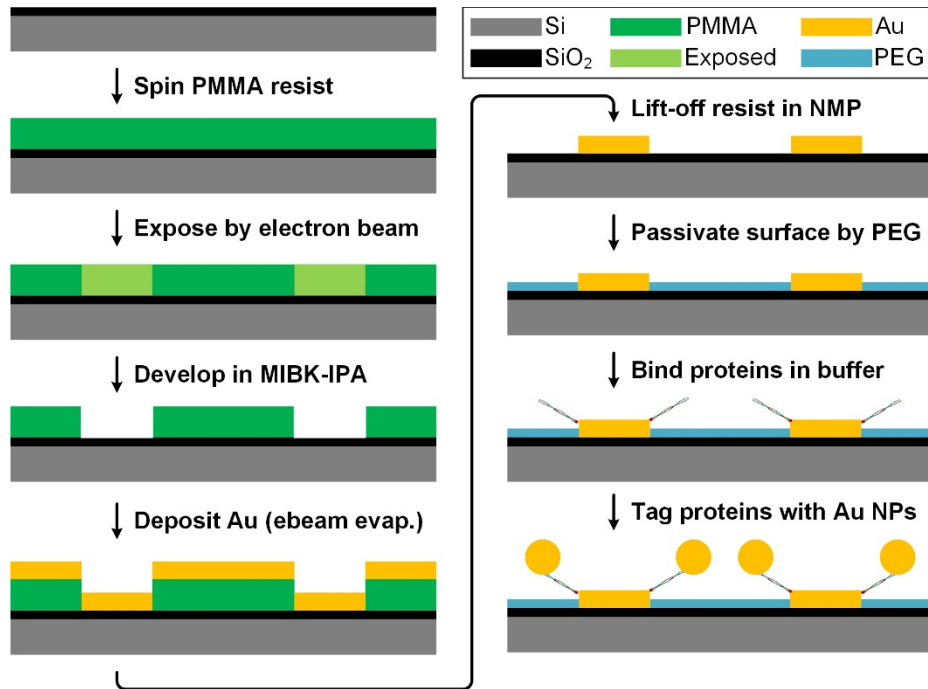 Si PMMA Au
SiO₂ Exposed PEG
Spin PMMA resist
Expose by electron beam
Develop in MIBK-IPA
Deposit Au (ebeam evap.)
Lift-off resist in NMP
Passivate surface by PEG
Bind proteins in buffer
Tag proteins with Au NPs